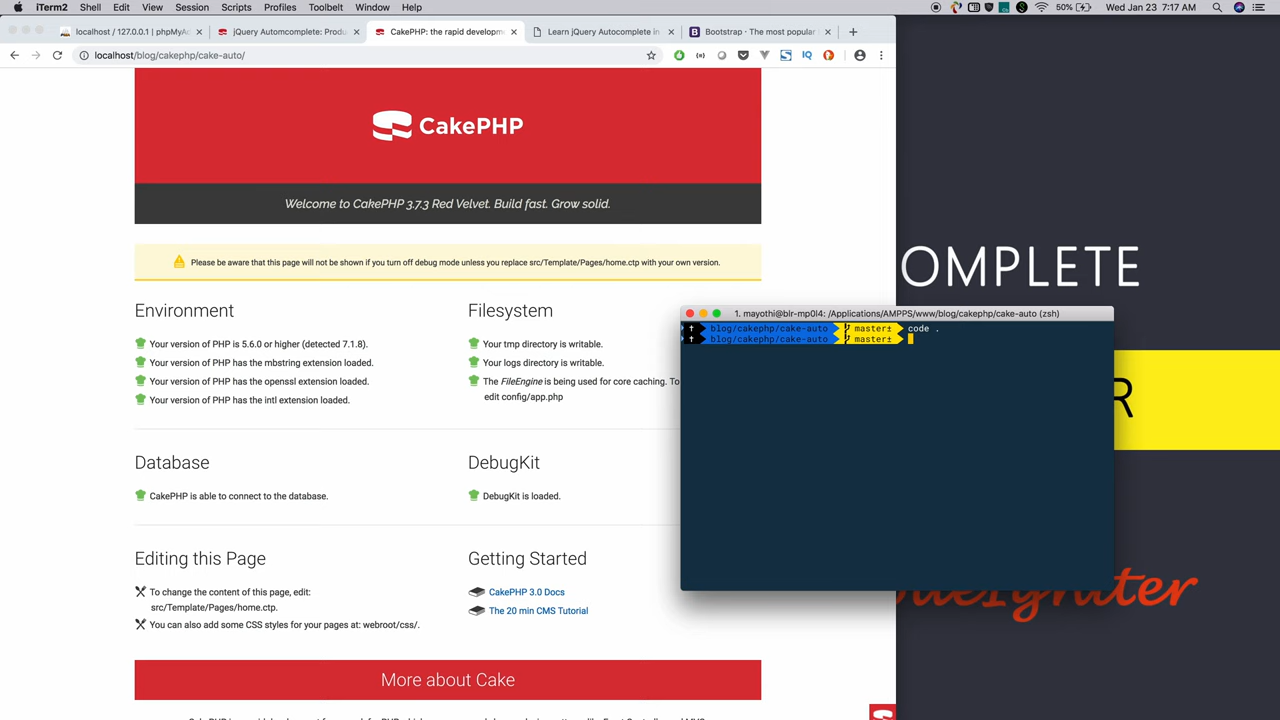 iTerm2 Shell Edit View Session Scripts Profiles Toolbelt Window Help
50% Wed Jan 23 7:17 AM
localhost / 127.0.0.1 | phpMyAd
jQuery Automcomplete: Produ
CakePHP: the rapid developme
Learn jQuery Autocomplete in
Bootstrap · The most popular
localhost/blog/cakephp/cake-auto/
IQ
CakePHP
Welcome to CakePHP 3.7.3 Red Velvet. Build fast. Grow solid.
Please be aware that this page will not be shown if you turn off debug mode unless you replace src/Template/Pages/home.ctp with your own version.
Environment
Your version of PHP is 5.6.0 or higher (detected 7.1.8).
Your version of PHP has the mbstring extension loaded.
Your version of PHP has the openssl extension loaded.
Your version of PHP has the intl extension loaded.
Filesystem
Your tmp directory is writable.
Your logs directory is writable.
The FileEngine is being used for core caching. To
edit config/app.php
Database
CakePHP is able to connect to the database.
DebugKit
DebugKit is loaded.
Editing this Page
To change the content of this page, edit:
src/Template/Pages/home.ctp.
You can also add some CSS styles for your pages at: webroot/css/.
Getting Started
CakePHP 3.0 Docs
The 20 min CMS Tutorial
More about Cake
1. mayothi@blr-mp0l4: /Applications/AMPPS/www/blog/cakephp/cake-auto (zsh)
† blog/cakephp/cake-auto master± code .
† blog/cakephp/cake-auto master±
OMPLETE
R
deIgniter